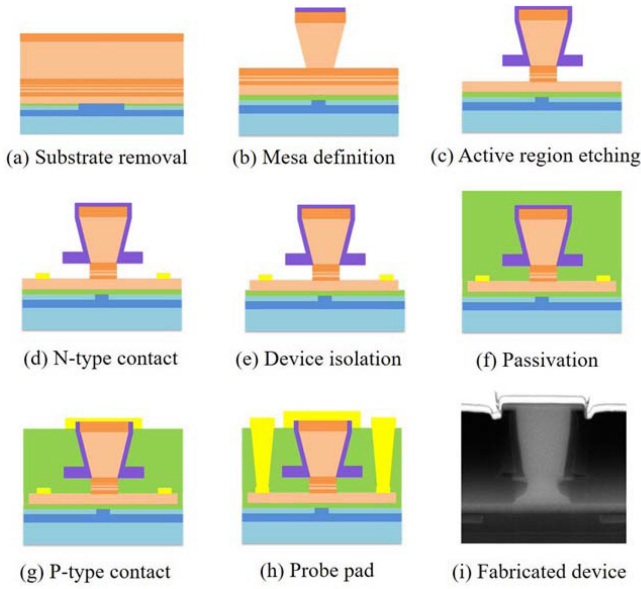 (a) Substrate removal
(b) Mesa definition
(c) Active region etching
(d) N-type contact
(e) Device isolation
(f) Passivation
(g) P-type contact
(h) Probe pad
(i) Fabricated device